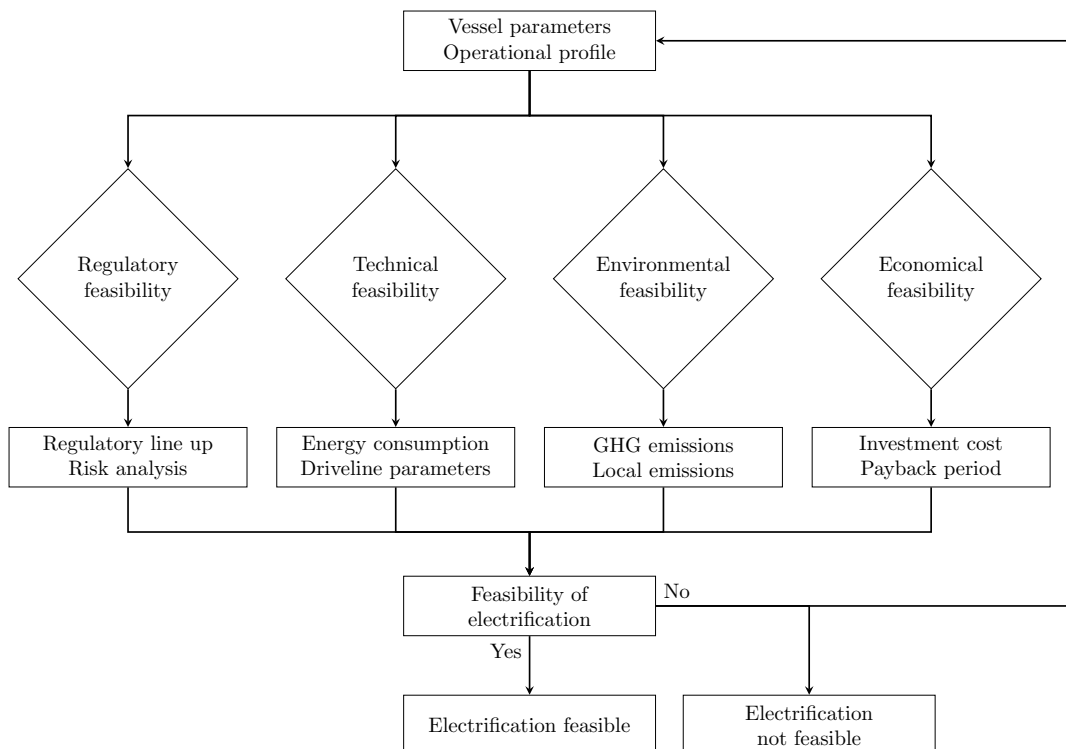 Vessel parameters
Operational profile
Regulatory
feasibility
Technical
feasibility
Environmental
feasibility
Economical
feasibility
Regulatory line up
Risk analysis
Energy consumption
Driveline parameters
GHG emissions
Local emissions
Investment cost
Payback period
Feasibility of
electrification
No
Yes
Electrification feasible
Electrification
not feasible